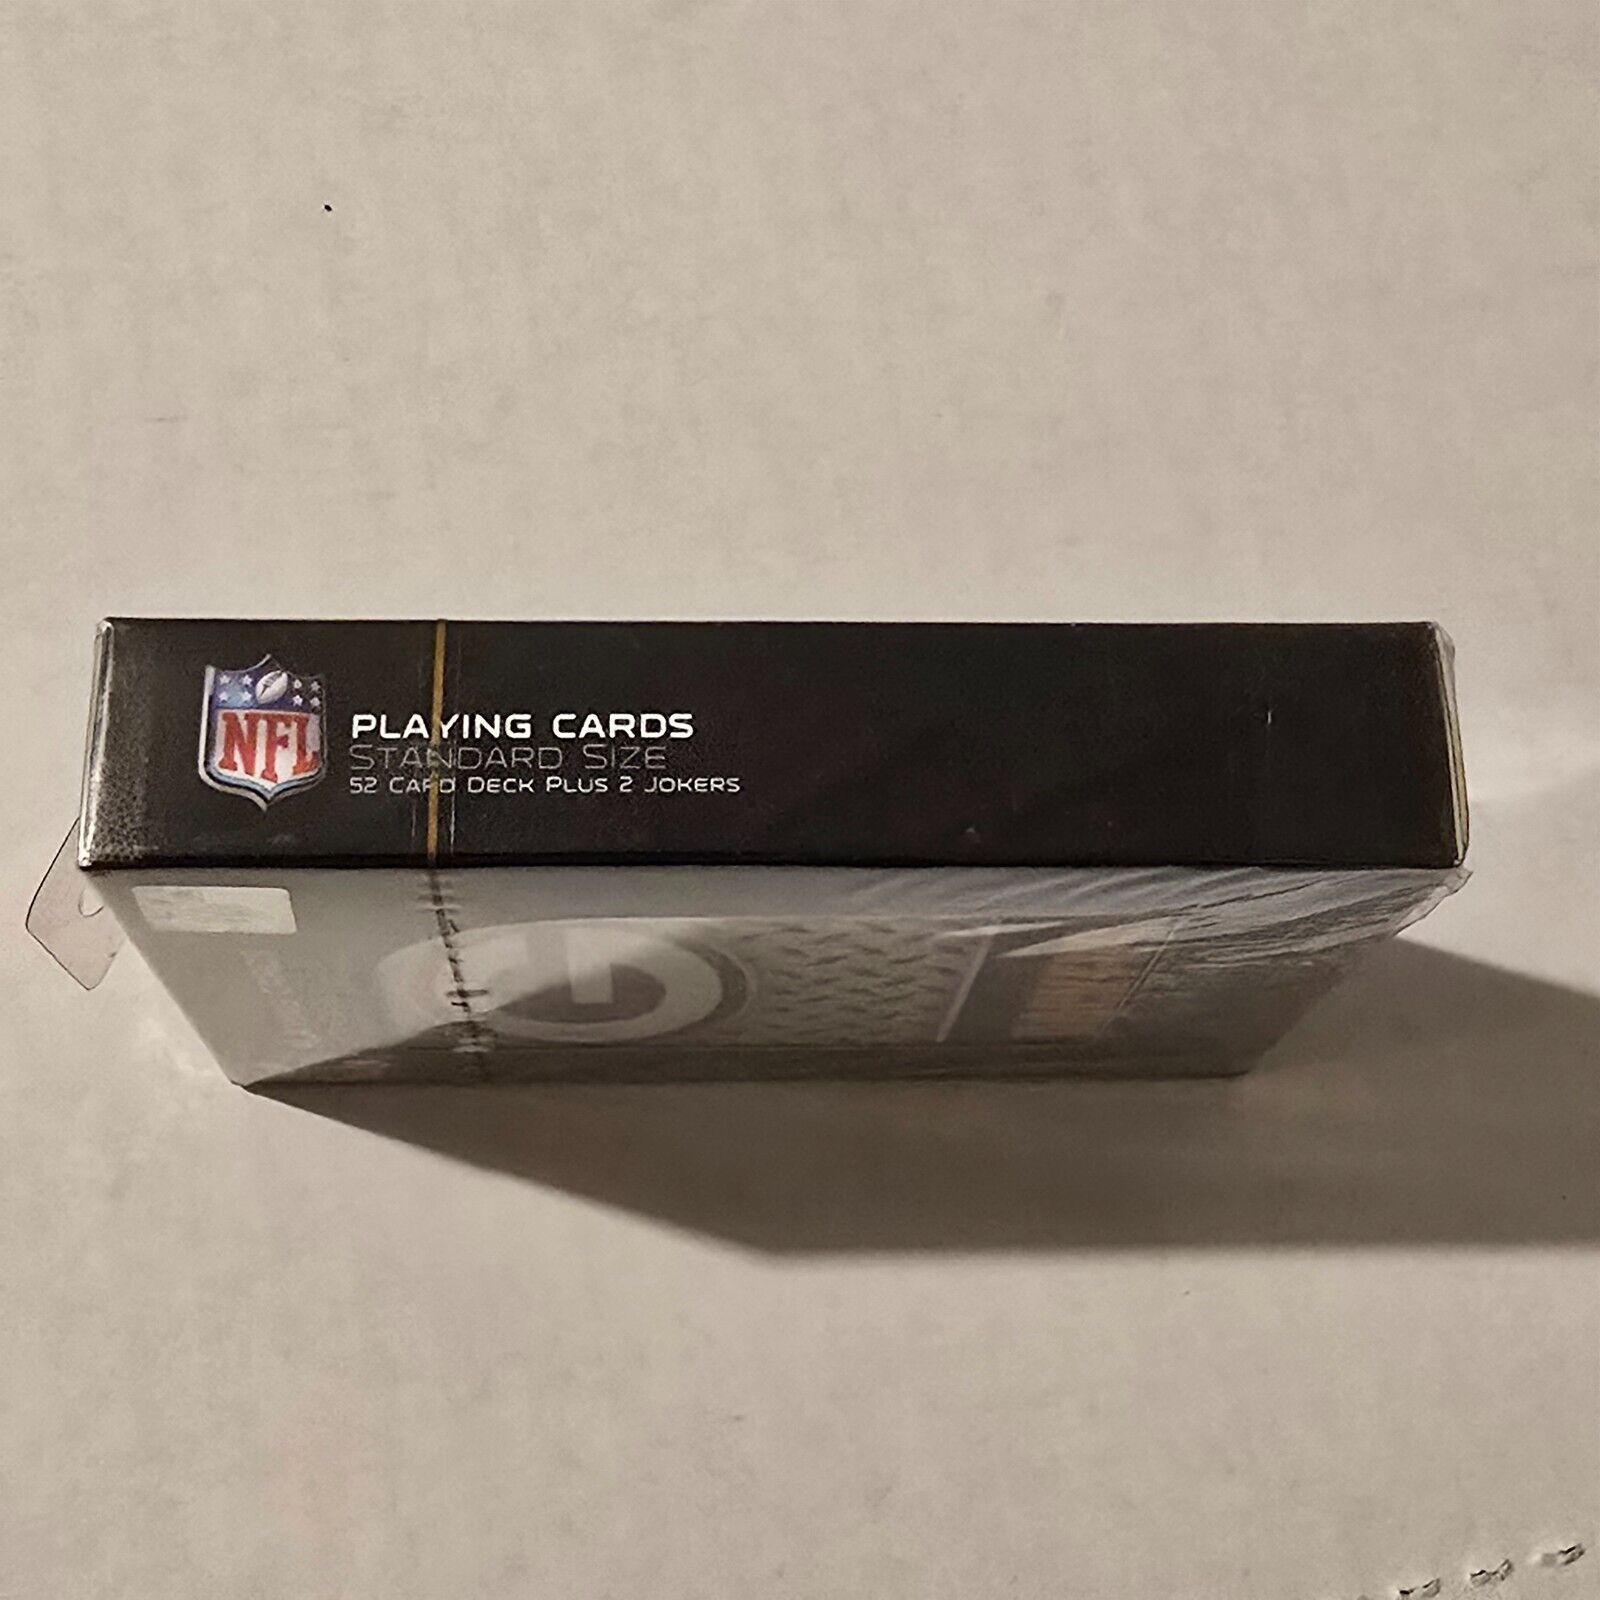 NFL
PLAYING CARDS
STANDARD SIZE
52 CARD DECK PLUS 2 JOKERS
G